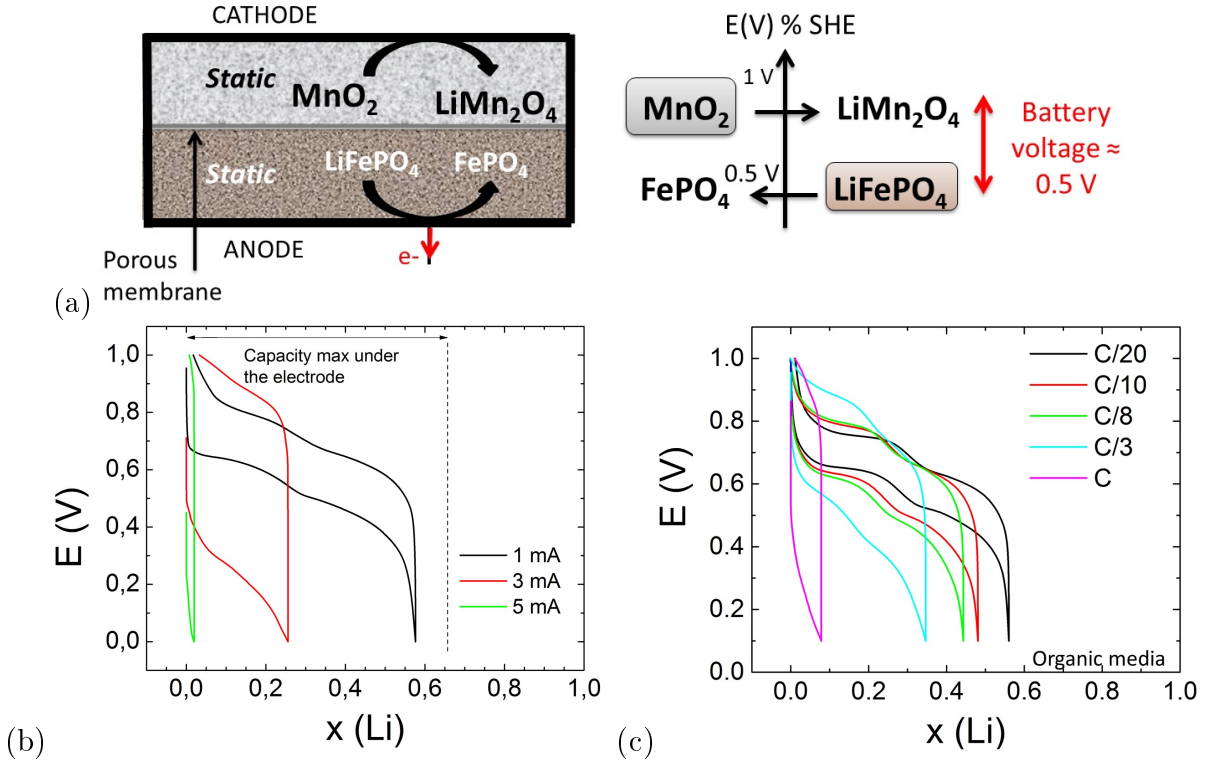 CATHODE
Static
MnO2
LiMn2O4
Static
LiFePO4
FePO4
ANODE
e-
Porous
membrane
(a)
E(V) % SHE
1 V
MnO2
LiMn2O4
FePO4
0.5 V
LiFePO4
Battery
voltage ≈
0.5 V
Capacity max under
the electrode
1,0
0,8
0,6
0,4
0,2
0,0
E (V)
1 mA
3 mA
5 mA
0,0 0,2 0,4 0,6 0,8 1,0
x (Li)
(b)
1.0
0.8
0.6
0.4
0.2
0.0
E (V)
C/20
C/10
C/8
C/3
C
Organic media
0.0 0.2 0.4 0.6 0.8 1.0
x (Li)
(c)